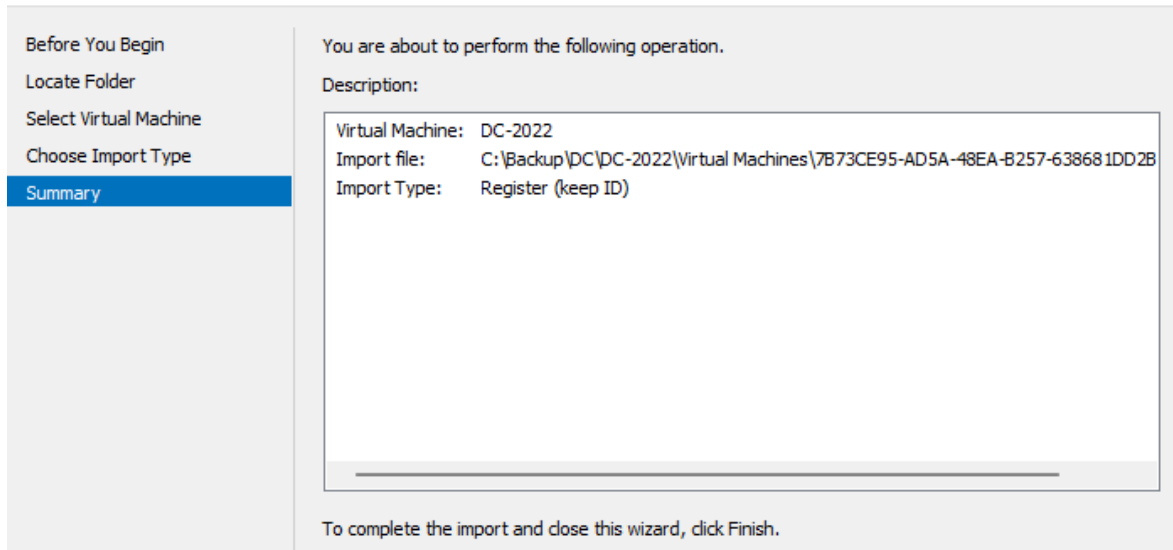 Before You Begin
Locate Folder
Select Virtual Machine
Choose Import Type
Summary
You are about to perform the following operation.
Description:
Virtual Machine: DC-2022
Import file: C:\Backup\DC\DC-2022\Virtual Machines\7B73CE95-AD5A-48EA-B257-638681DD2B
Import Type: Register (keep ID)
To complete the import and close this wizard, click Finish.